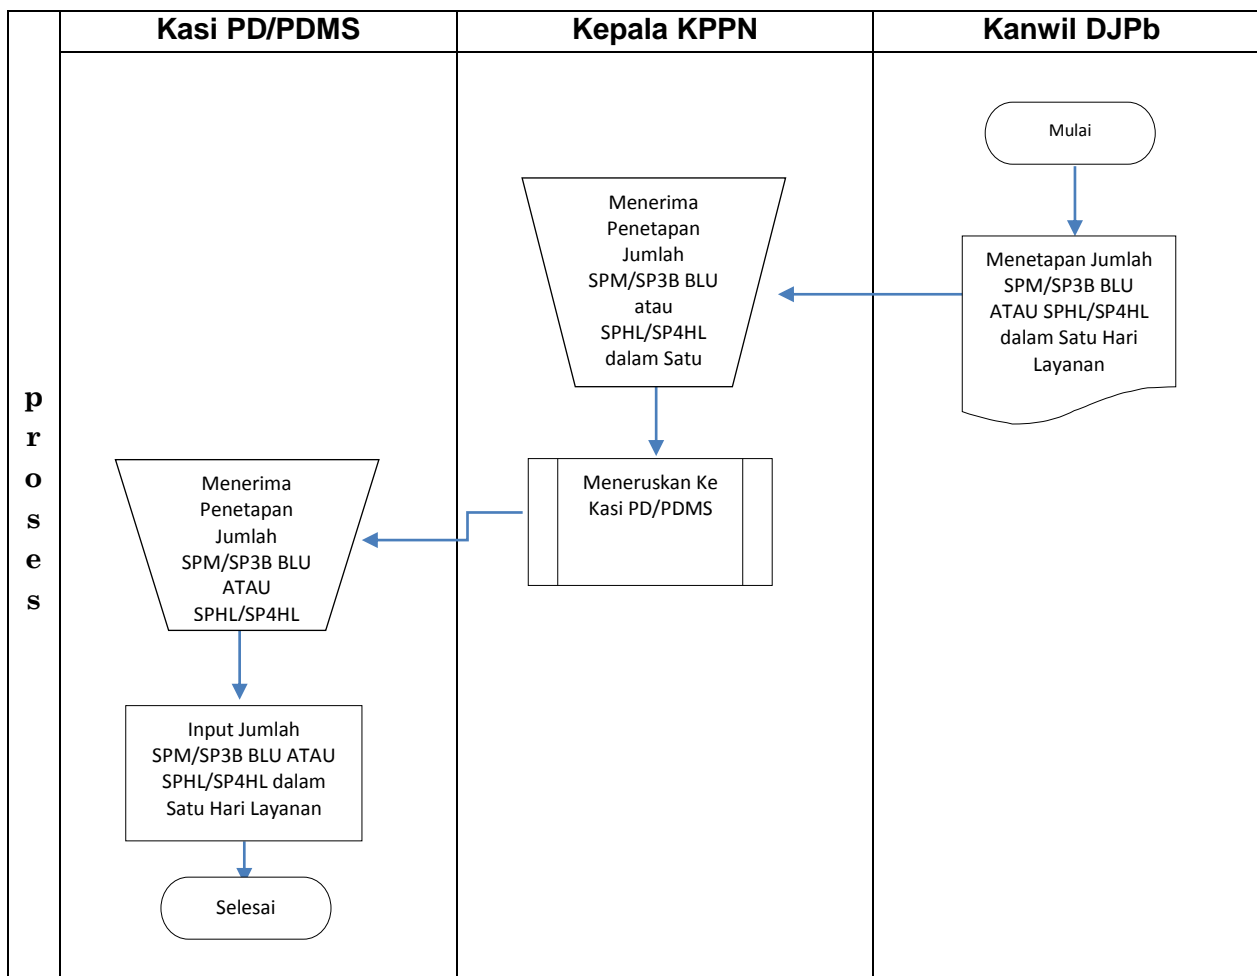 Kasi PD/PDMS
Kepala KPPN
Kanwil DJPb
p
r
o
s
e
s
Mulai
Menetapan Jumlah
SPM/SP3B BLU
ATAU SPHL/SP4HL
dalam Satu Hari
Layanan
Menerima
Penetapan
Jumlah
SPM/SP3B BLU
atau
SPHL/SP4HL
dalam Satu
Meneruskan Ke
Kasi PD/PDMS
Menerima
Penetapan
Jumlah
SPM/SP3B BLU
ATAU
SPHL/SP4HL
Input Jumlah
SPM/SP3B BLU ATAU
SPHL/SP4HL dalam
Satu Hari Layanan
Selesai